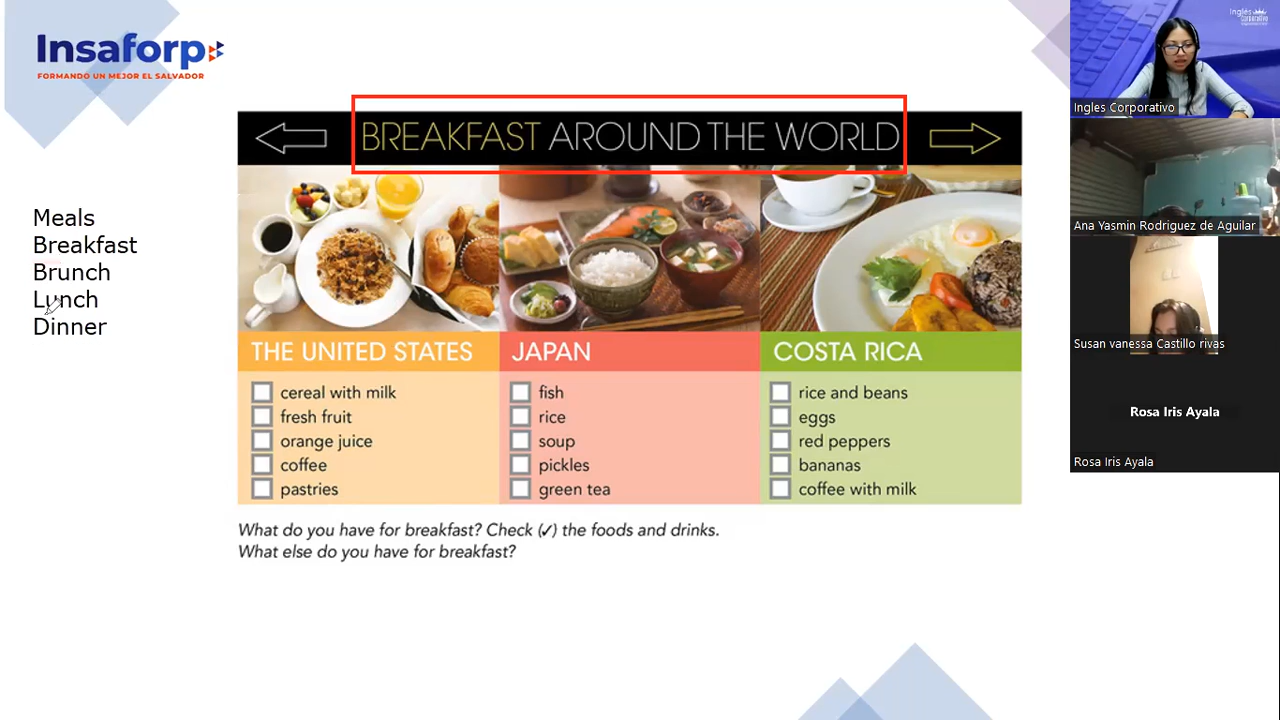 Insaforp
FORMANDO UN MEJOR EL SALVADOR
Meals
Breakfast
Brunch
Lunch
Dinner
BREAKFAST AROUND THE WORLD
THE UNITED STATES
cereal with milk
fresh fruit
orange juice
coffee
pastries
JAPAN
fish
rice
soup
pickles
green tea
COSTA RICA
rice and beans
eggs
red peppers
bananas
coffee with milk
What do you have for breakfast? Check (✓) the foods and drinks.
What else do you have for breakfast?
Inglés
Corporativo
Ingles Corporativo
Ana Yasmin Rodriguez de Aguilar
Susan vanessa Castillo rivas
Rosa Iris Ayala
Rosa Iris Ayala